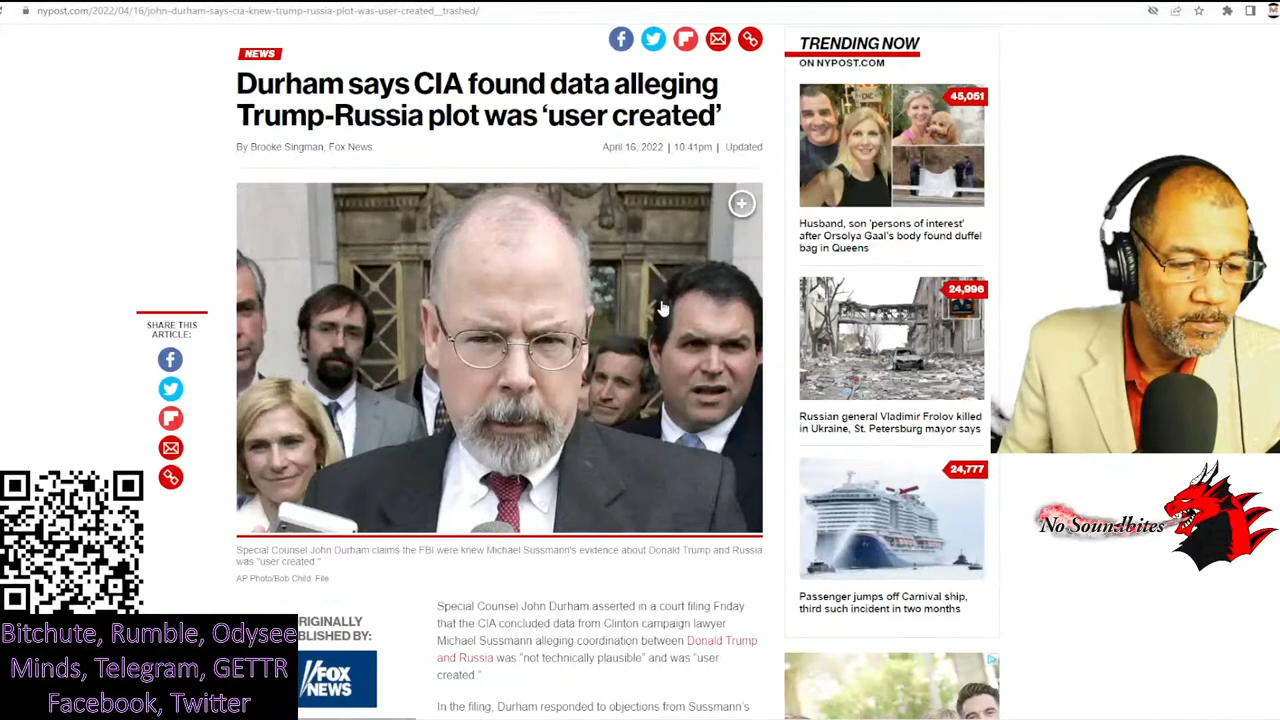 nypost.com/2022/04/16/john-durham-says-cia-knew-trump-russia-plot-was-user-created__trashed/
NEWS
Durham says CIA found data alleging
Trump-Russia plot was ‘user created’
By Brooke Singman, Fox News
April 16, 2022 | 10:41pm | Updated
SHARE THIS
ARTICLE:
Special Counsel John Durham claims the FBI were knew Michael Sussmann's evidence about Donald Trump and Russia
was "user created."
AP Photo/Bob Child, File
RIGINALLY
BLISHED BY:
FOX
NEWS
Special Counsel John Durham asserted in a court filing Friday
that the CIA concluded data from Clinton campaign lawyer
Michael Sussmann alleging coordination between Donald Trump
and Russia was “not technically plausible” and was “user
created.”
In the filing, Durham responded to objections from Sussmann’s
TRENDING NOW
ON NYPOST.COM
45,051
Husband, son 'persons of interest'
after Orsolya Gaal’s body found duffel
bag in Queens
24,996
Russian general Vladimir Frolov killed
in Ukraine, St. Petersburg mayor says
24,777
Passenger jumps off Carnival ship,
third such incident in two months
No Soundbites
Bitchute, Rumble, Odysee
Minds, Telegram, GETTR
Facebook, Twitter